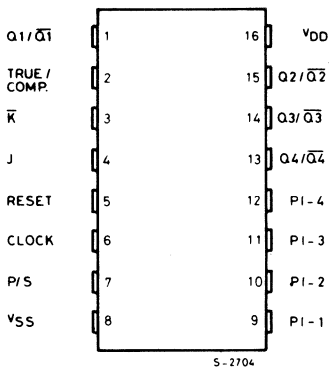 Q1/Q̅1̅ 1 16 VDD
TRUE/
COMP. 2 15 Q2/Q̅2̅
K̅ 3 14 Q3/Q̅3̅
J 4 13 Q4/Q̅4̅
RESET 5 12 PI-4
CLOCK 6 11 PI-3
P/S 7 10 PI-2
VSS 8 9 PI-1
S-2704